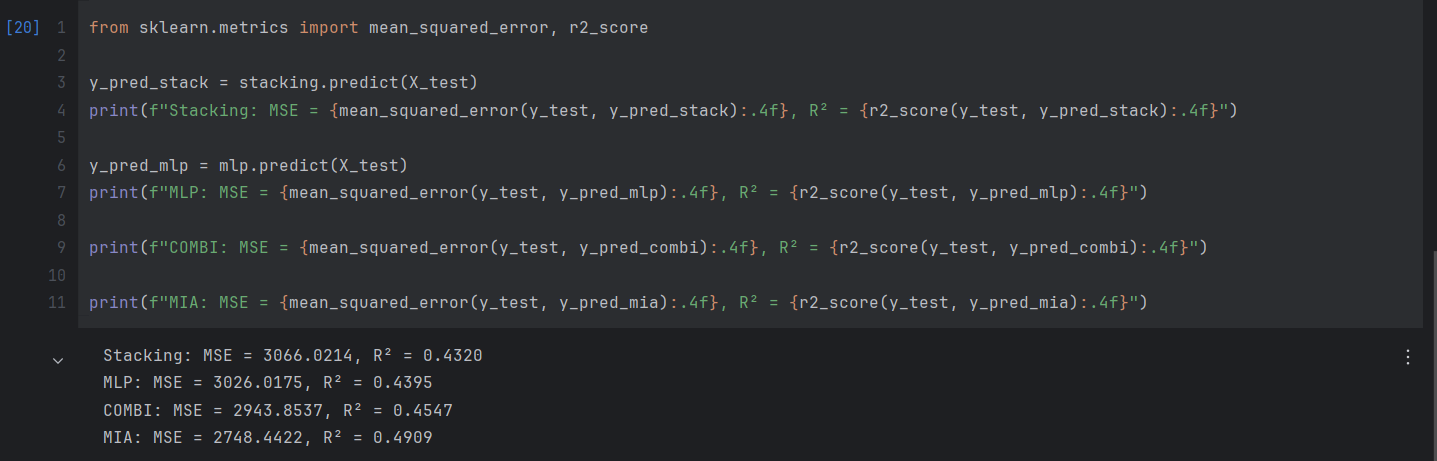 [20] 1 from sklearn.metrics import mean_squared_error, r2_score
2
3 y_pred_stack = stacking.predict(X_test)
4 print(f"Stacking: MSE = {mean_squared_error(y_test, y_pred_stack):.4f}, R² = {r2_score(y_test, y_pred_stack):.4f}")
5
6 y_pred_mlp = mlp.predict(X_test)
7 print(f"MLP: MSE = {mean_squared_error(y_test, y_pred_mlp):.4f}, R² = {r2_score(y_test, y_pred_mlp):.4f}")
8
9 print(f"COMBI: MSE = {mean_squared_error(y_test, y_pred_combi):.4f}, R² = {r2_score(y_test, y_pred_combi):.4f}")
10
11 print(f"MIA: MSE = {mean_squared_error(y_test, y_pred_mia):.4f}, R² = {r2_score(y_test, y_pred_mia):.4f}")
Stacking: MSE = 3066.0214, R² = 0.4320
MLP: MSE = 3026.0175, R² = 0.4395
COMBI: MSE = 2943.8537, R² = 0.4547
MIA: MSE = 2748.4422, R² = 0.4909